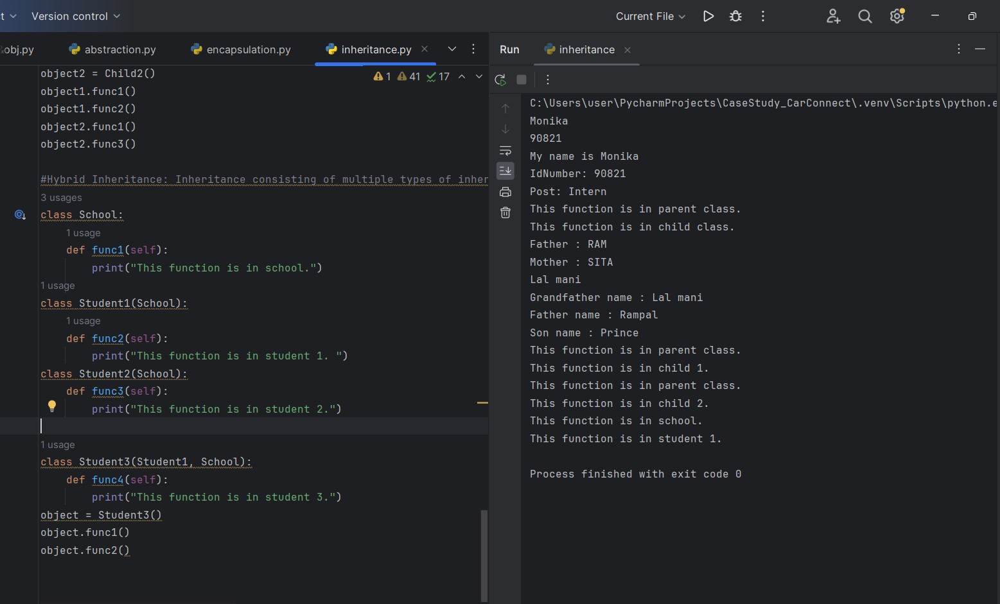 t Version control Current File
obj.py abstraction.py encapsulation.py inheritance.py
Run inheritance
1 41 17
object2 = Child2()
object1.func1()
object1.func2()
object2.func1()
object2.func3()
#Hybrid Inheritance: Inheritance consisting of multiple types of inher
3 usages
class School:
1 usage
def func1(self):
print("This function is in school.")
1 usage
class Student1(School):
1 usage
def func2(self):
print("This function is in student 1. ")
class Student2(School):
def func3(self):
print("This function is in student 2.")
1 usage
class Student3(Student1, School):
def func4(self):
print("This function is in student 3.")
object = Student3()
object.func1()
object.func2()
C:\Users\user\PycharmProjects\CaseStudy_CarConnect\.venv\Scripts\python.e
Monika
90821
My name is Monika
IdNumber: 90821
Post: Intern
This function is in parent class.
This function is in child class.
Father : RAM
Mother : SITA
Lal mani
Grandfather name : Lal mani
Father name : Rampal
Son name : Prince
This function is in parent class.
This function is in child 1.
This function is in parent class.
This function is in child 2.
This function is in school.
This function is in student 1.
Process finished with exit code 0